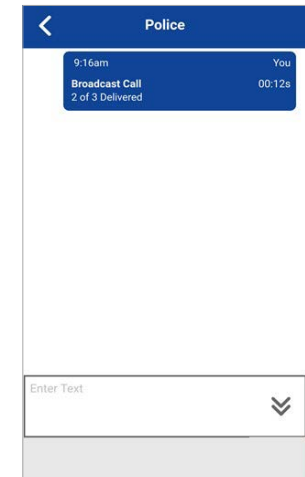 Police
9:16am You
Broadcast Call 00:12s
2 of 3 Delivered
Enter Text